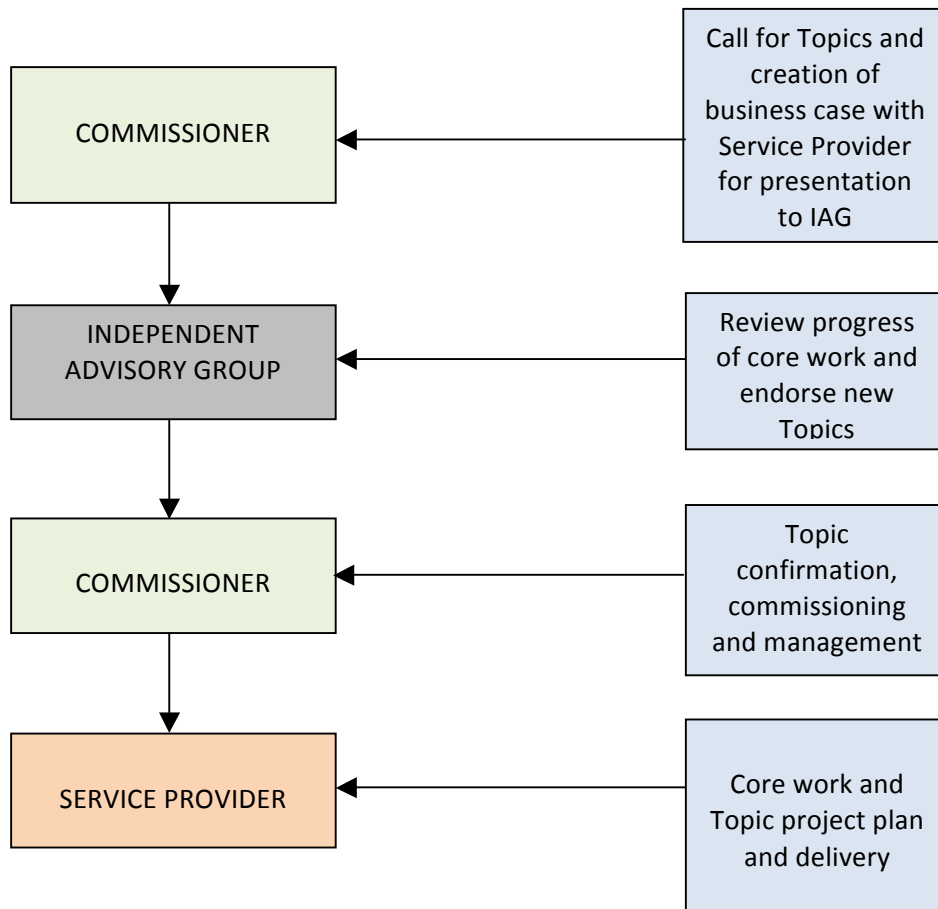 COMMISSIONER
Call for Topics and
creation of
business case with
Service Provider
for presentation
to IAG
INDEPENDENT
ADVISORY GROUP
Review progress
of core work and
endorse new
Topics
COMMISSIONER
Topic
confirmation,
commissioning
and management
SERVICE PROVIDER
Core work and
Topic project plan
and delivery